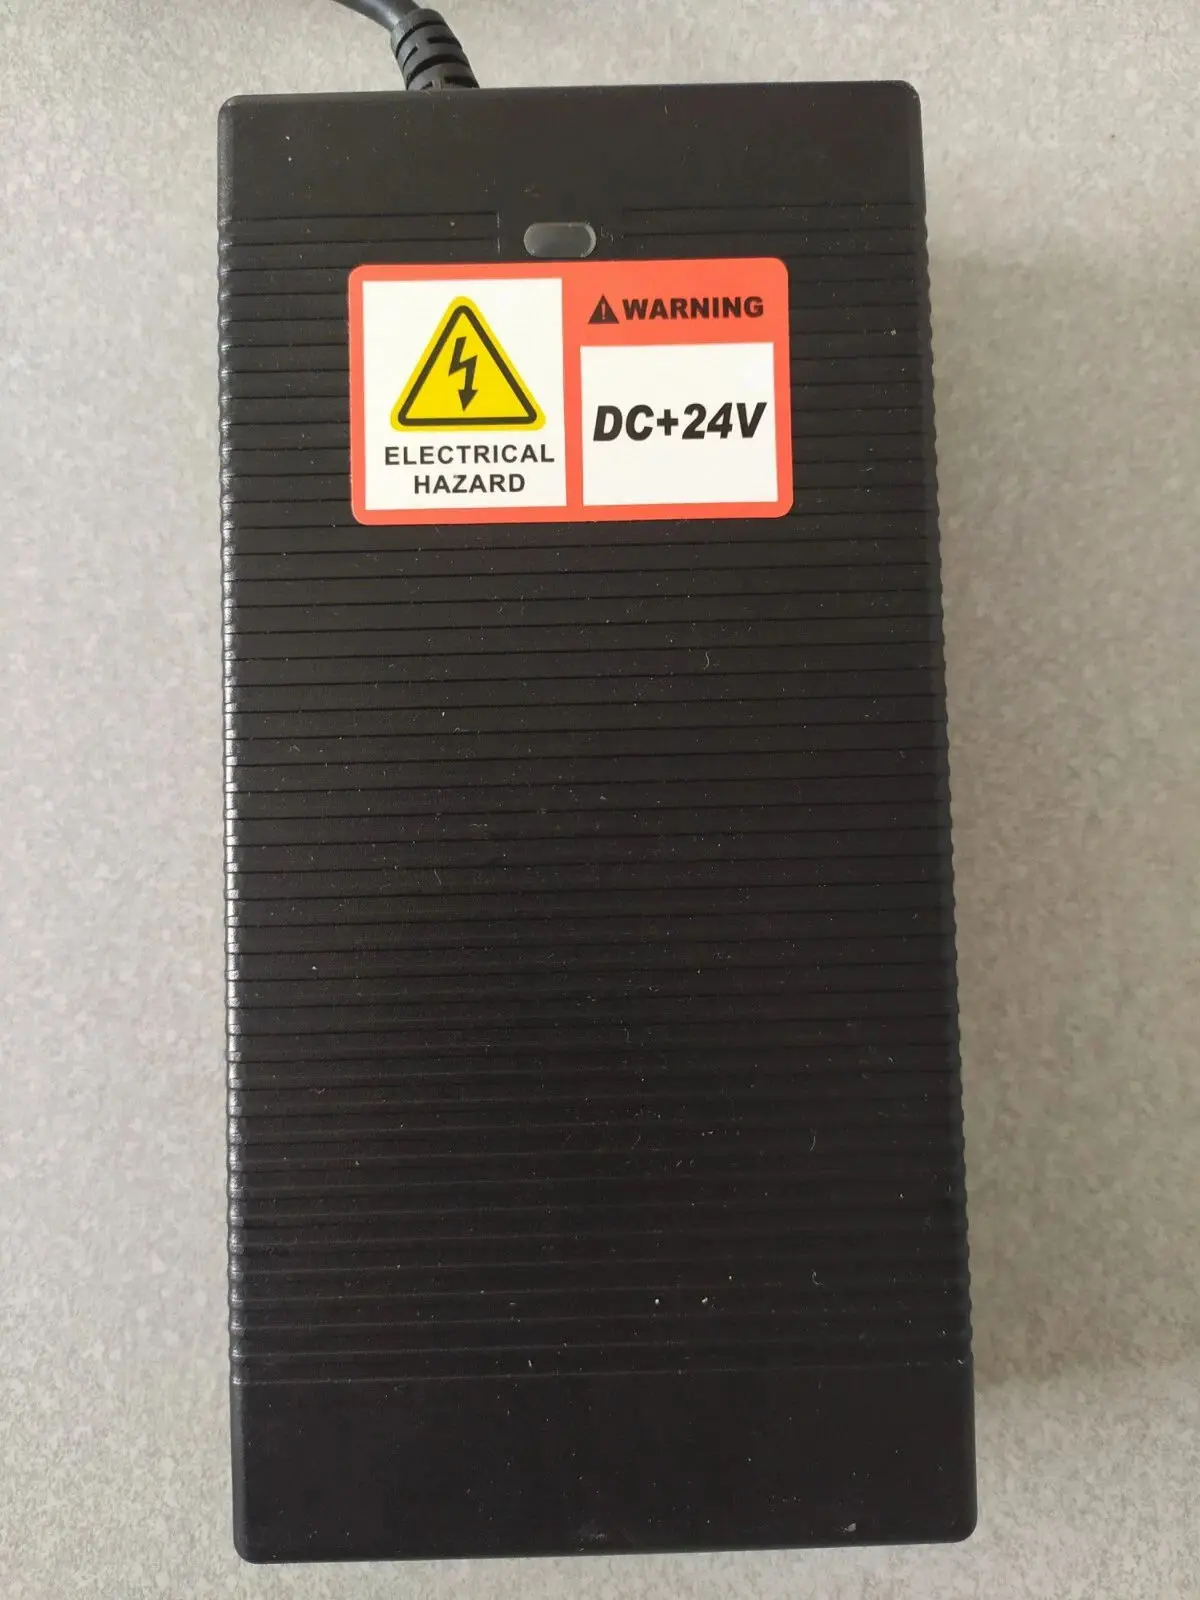 WARNING
DC+24V
ELECTRICAL
HAZARD